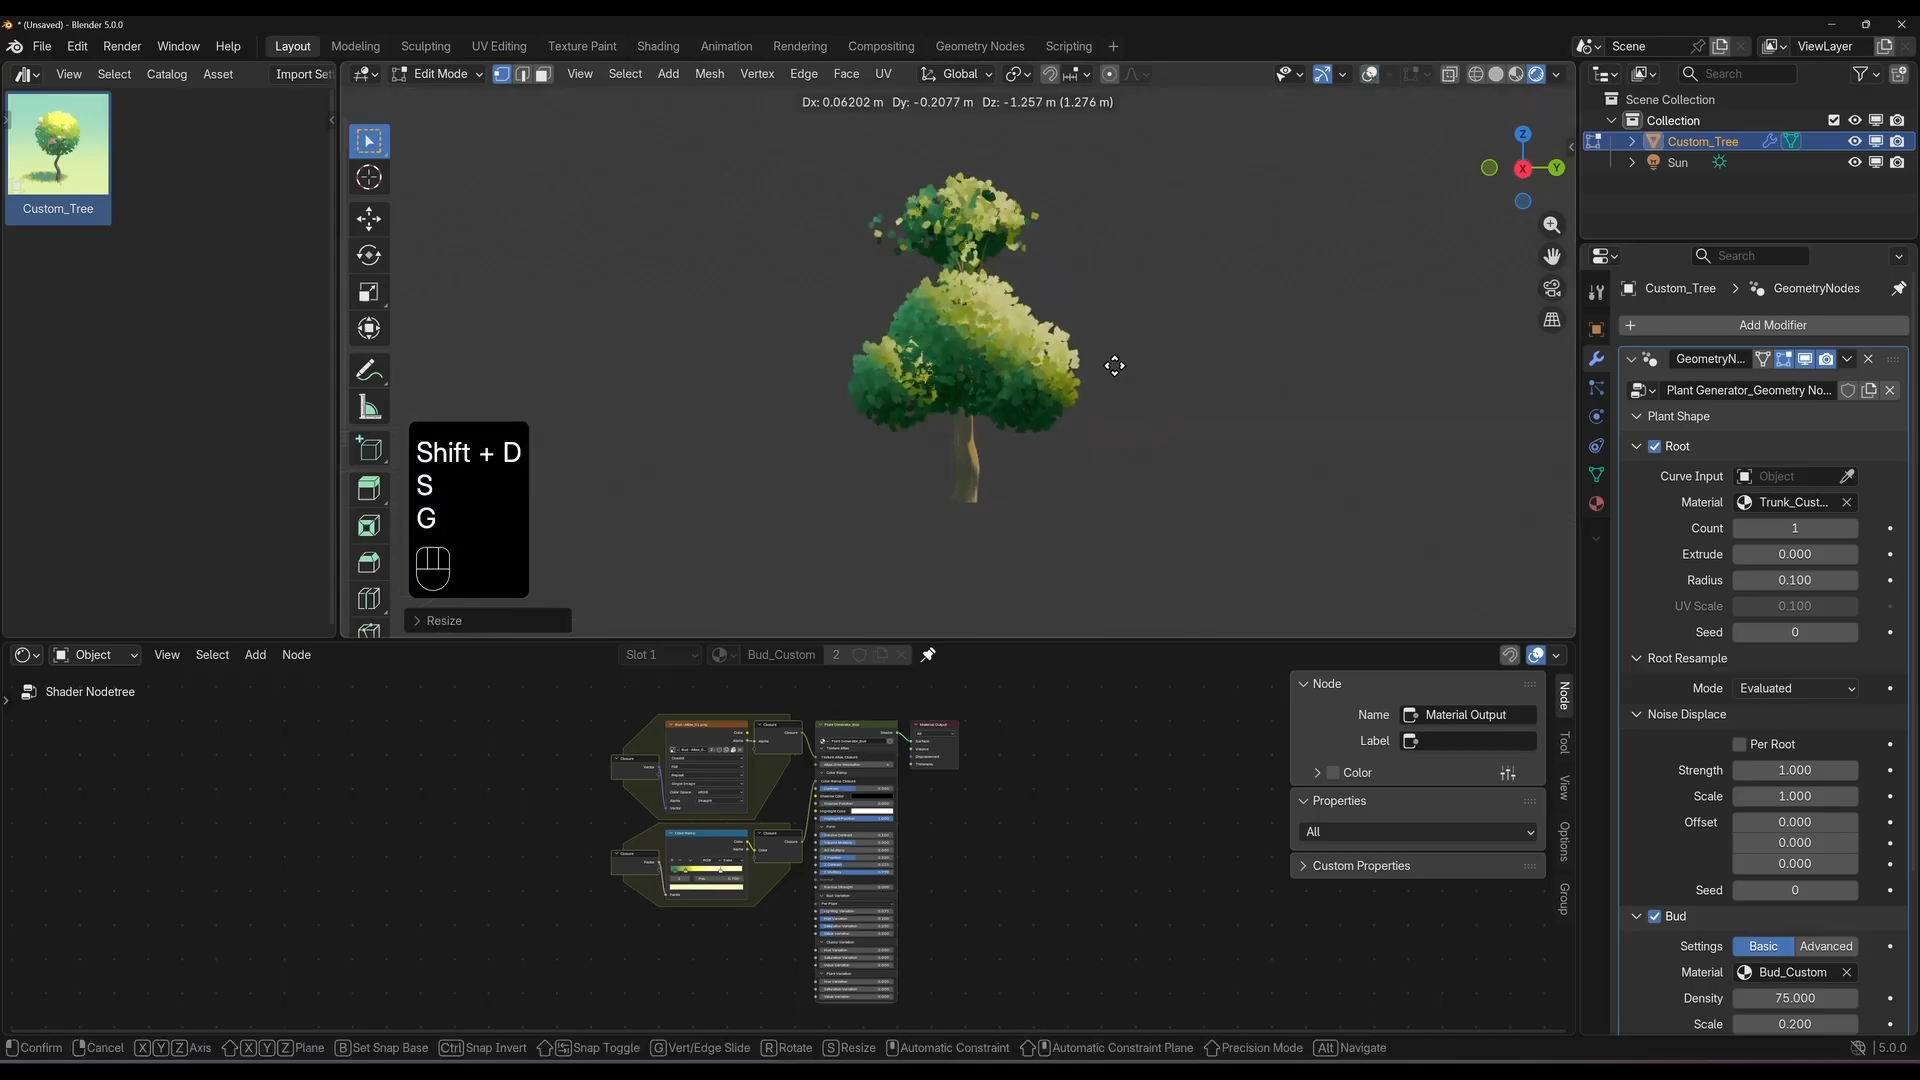 * (Unsaved) - Blender 5.0.0
File Edit Render Window Help
Layout Modeling Sculpting UV Editing Texture Paint Shading Animation Rendering Compositing Geometry Nodes Scripting
Scene
ViewLayer
View Select Catalog Asset Import Set
Edit Mode View Select Add Mesh Vertex Edge Face UV Global
Search
Dx: 0.06202 m Dy: -0.2077 m Dz: -1.257 m (1.276 m)
Scene Collection
Collection
Custom_Tree
Sun
Custom_Tree
Z
X
Y
Shift + D
S
G
Resize
Search
Custom_Tree > GeometryNodes
Add Modifier
GeometryN...
Plant Generator_Geometry No...
Plant Shape
Root
Curve Input Object
Material Trunk_Cust...
Count 1
Extrude 0.000
Radius 0.100
UV Scale 0.100
Seed 0
Root Resample
Mode Evaluated
Noise Displace
Per Root
Strength 1.000
Scale 1.000
Offset 0.000
0.000
0.000
Seed 0
Bud
Settings Basic Advanced
Material Bud_Custom
Density 75.000
Scale 0.200
Object View Select Add Node
Slot 1
Bud_Custom 2
Shader Nodetree
Node
Name Material Output
Label
Color
Properties
All
Custom Properties
Node
Tool
View
Options
Group
Confirm Cancel X Y Z Axis X Y Z Plane B Set Snap Base Ctrl Snap Invert Snap Toggle G Vert/Edge Slide R Rotate S Resize Automatic Constraint Automatic Constraint Plane Precision Mode Alt Navigate
5.0.0